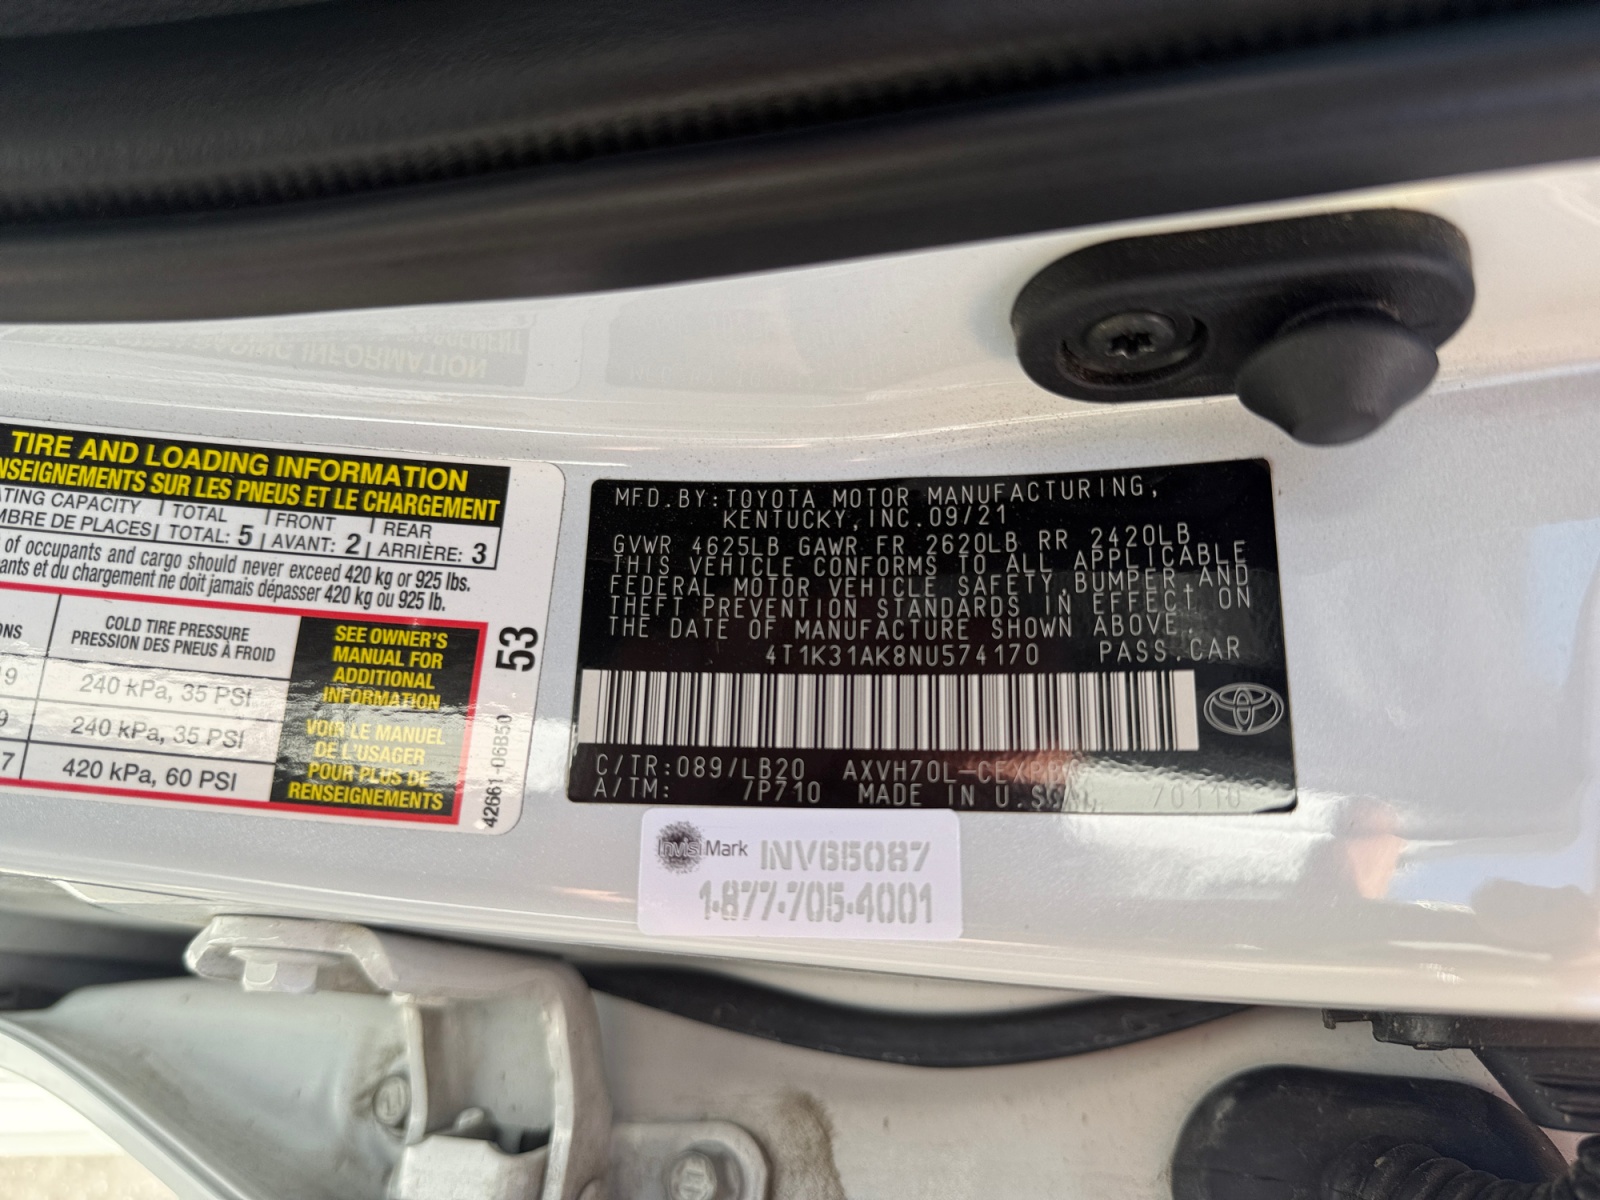 TIRE AND LOADING INFORMATION
NSEIGNEMENTS SUR LES PNEUS ET LE CHARGEMENT
ATING CAPACITY TOTAL FRONT REAR
MBRE DE PLACES TOTAL: 5 AVANT: 2 ARRIÈRE: 3
of occupants and cargo should never exceed 420 kg or 925 lbs.
ants et du chargement ne doit jamais dépasser 420 kg ou 925 lb.
ONS
COLD TIRE PRESSURE
PRESSION DES PNEUS À FROID
9 240 kPa, 35 PSI
9 240 kPa, 35 PSI
7 420 kPa, 60 PSI
SEE OWNER'S
MANUAL FOR
ADDITIONAL
INFORMATION
VOIR LE MANUEL
DE L'USAGER
POUR PLUS DE
RENSEIGNEMENTS
53
42661-06B50
MFD.BY:TOYOTA MOTOR MANUFACTURING,
KENTUCKY,INC.09/21
GVWR 4625LB GAWR FR 2620LB RR 2420LB
THIS VEHICLE CONFORMS TO ALL APPLICABLE
FEDERAL MOTOR VEHICLE SAFETY,BUMPER,AND
THEFT PREVENTION STANDARDS IN EFFECT ON
THE DATE OF MANUFACTURE SHOWN ABOVE.
4T1K31AK8NU574170 PASS.CAR
C/TR:089/LB20
A/TM: 7P710 MADE IN U.S.A. 70110
InvisiMark INV65087
1-877-705-4001